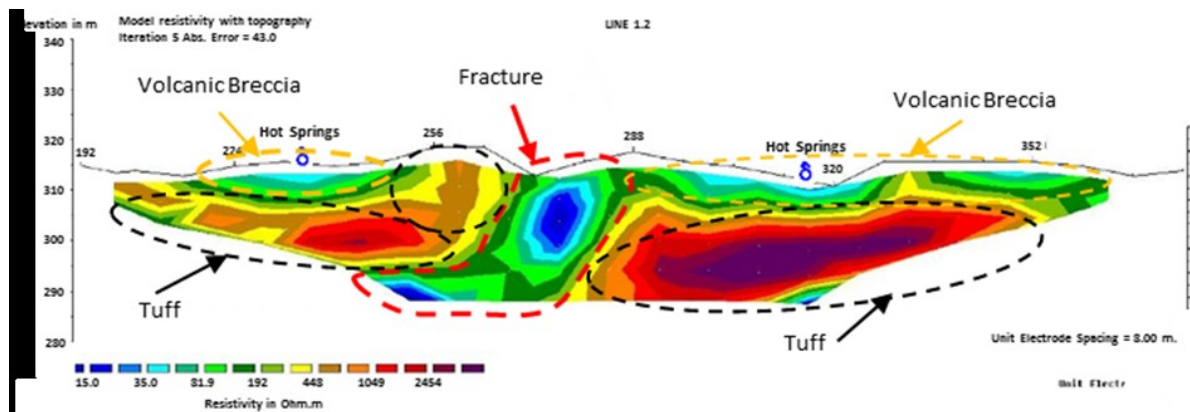 levation in m
Model resistivity with topography
Iteration 5 Abs. Error = 43.0
LINE 1.2
340
330
320
310
300
290
280
Volcanic Breccia
Fracture
Volcanic Breccia
Hot Springs
Hot Springs
192
256
288
320
352
Tuff
Tuff
Unit Electrode Spacing = 8.00 m.
15.0 35.0 81.9 192 448 1049 2454
Resistivity in Ohm.m
Unit Electr